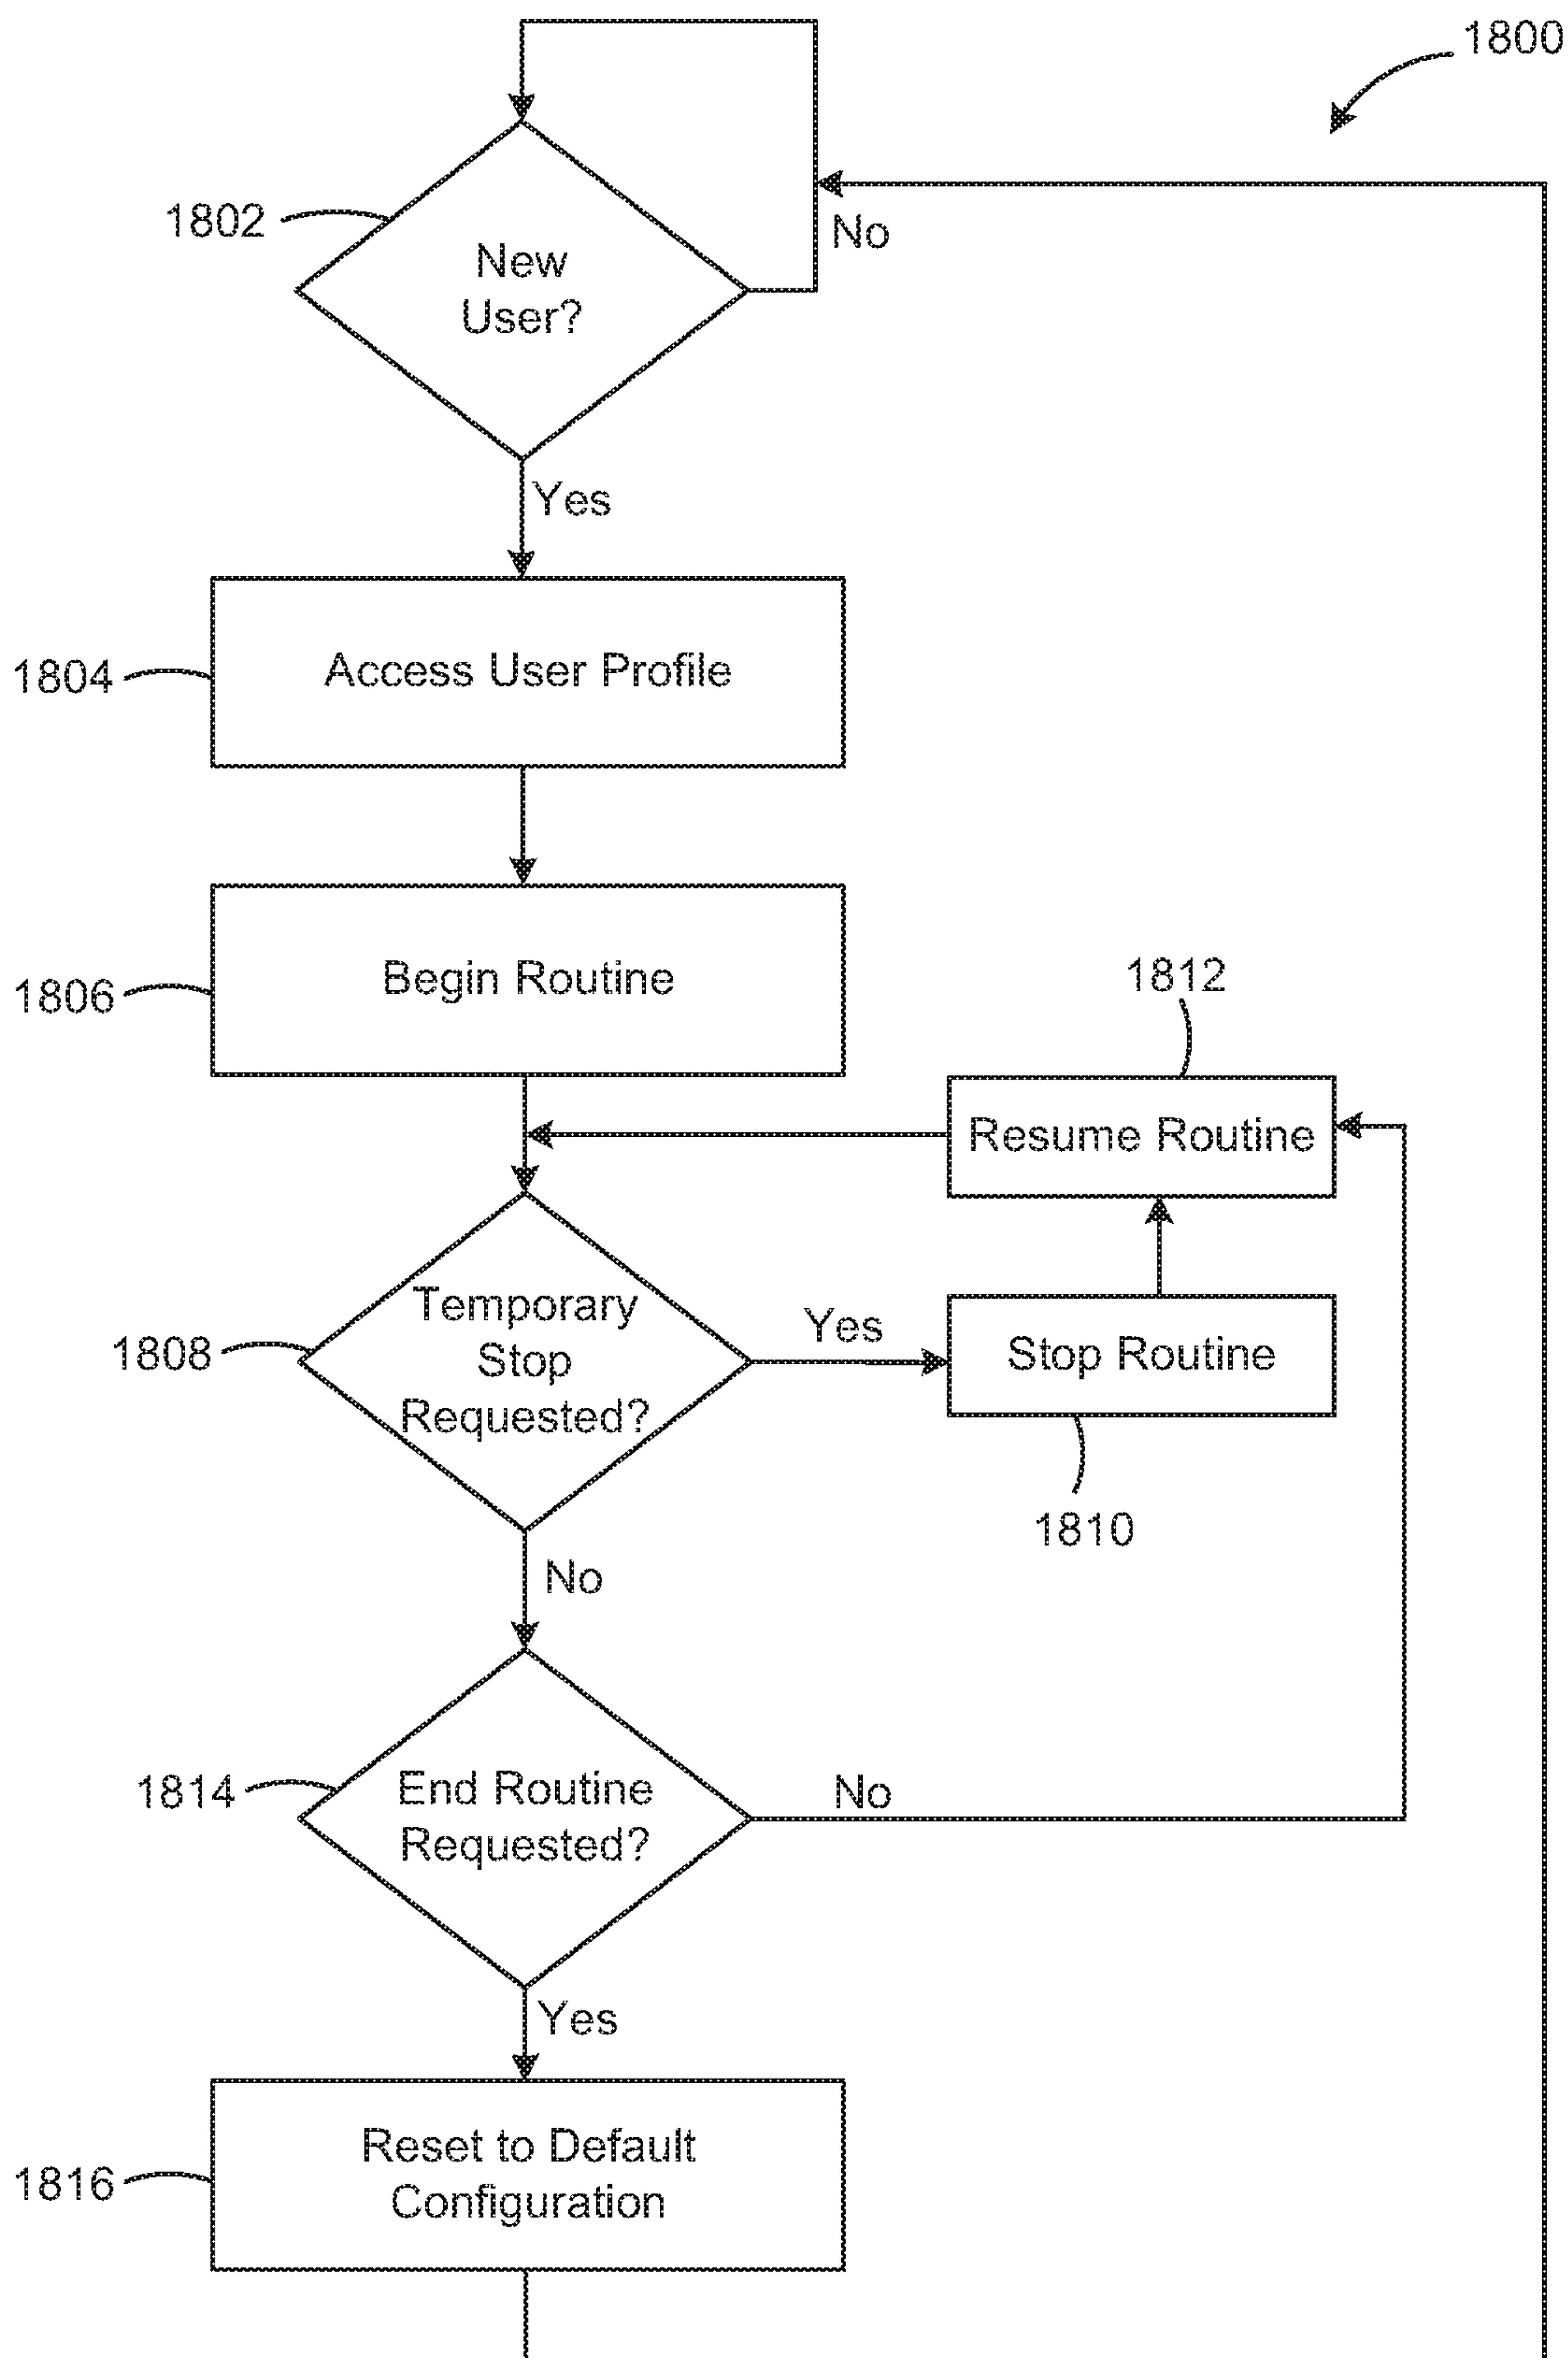 1800
1802
New
User?
No
Yes
1804
Access User Profile
1806
Begin Routine
1812
Resume Routine
1808
Temporary
Stop
Requested?
Yes
Stop Routine
1810
No
1814
End Routine
Requested?
No
Yes
1816
Reset to Default
Configuration